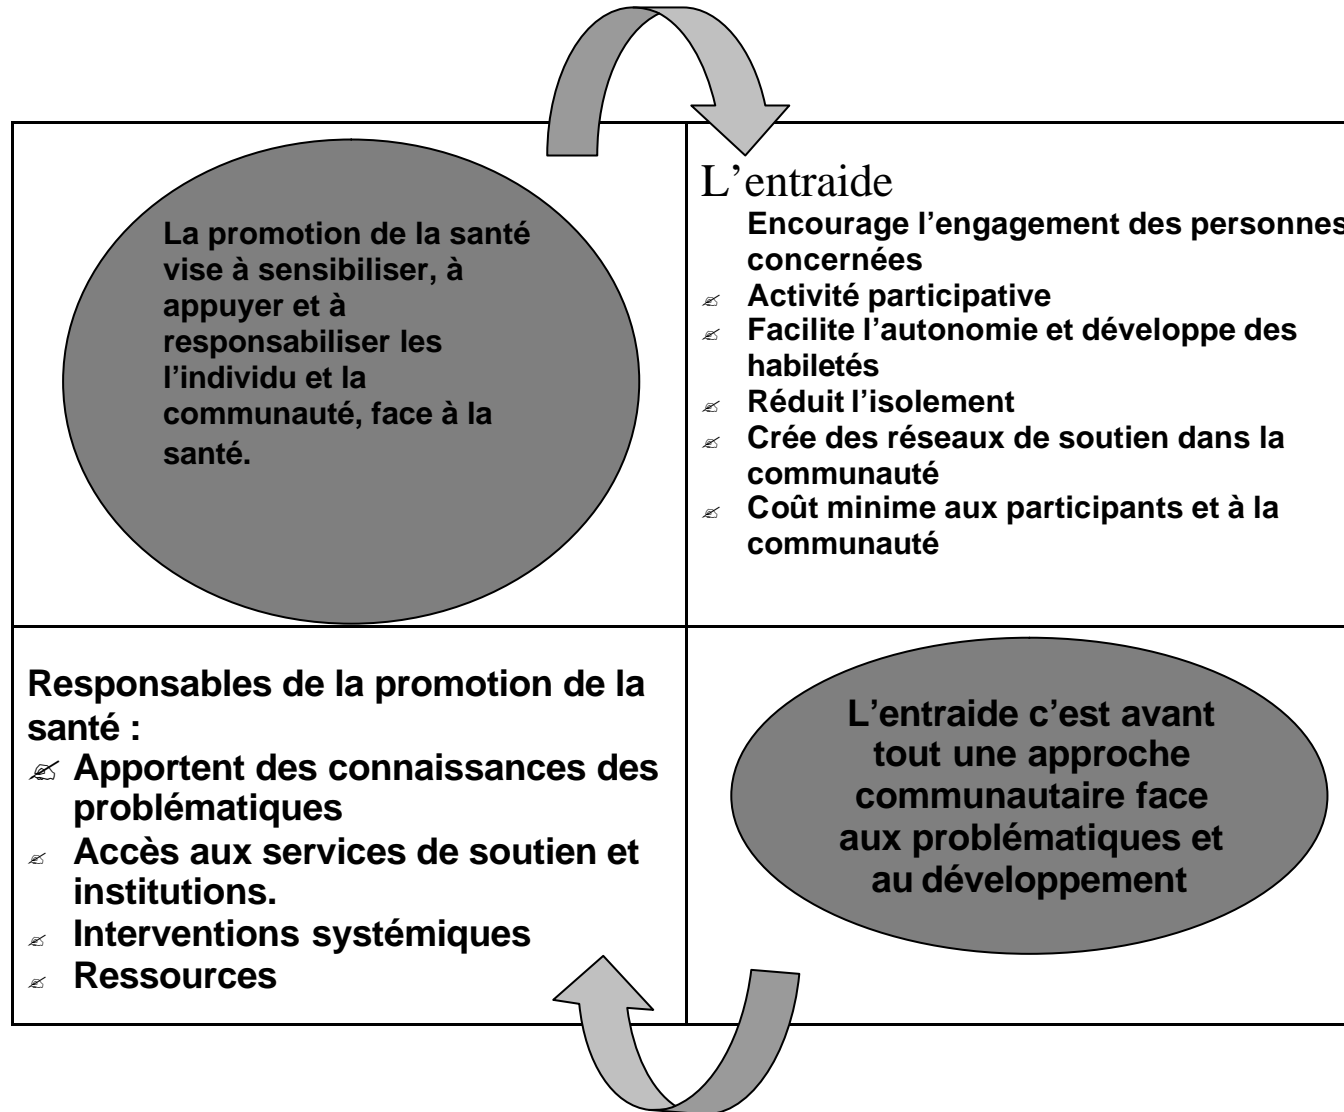 La promotion de la santé
vise à sensibiliser, à
appuyer et à
responsabiliser les
l’individu et la
communauté, face à la
santé.
L’entraide
Encourage l’engagement des personnes
concernées
Activité participative
Facilite l’autonomie et développe des
habiletés
Réduit l’isolement
Crée des réseaux de soutien dans la
communauté
Coût minime aux participants et à la
communauté
Responsables de la promotion de la
santé :
Apportent des connaissances des
problématiques
Accès aux services de soutien et
institutions.
Interventions systémiques
Ressources
L’entraide c’est avant
tout une approche
communautaire face
aux problématiques et
au développement